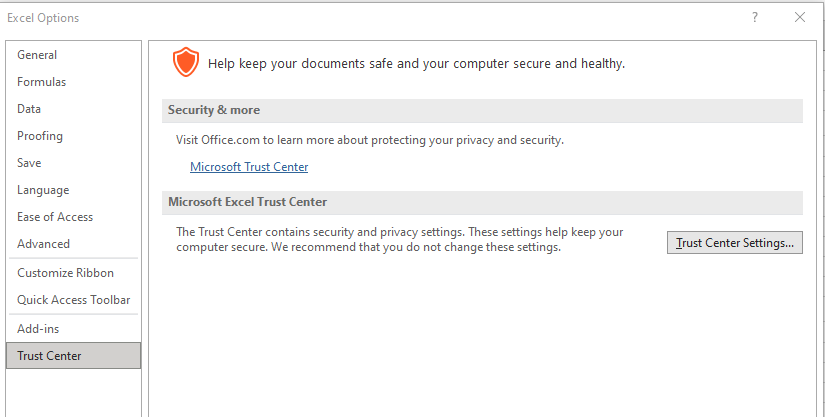 Excel Options
?
General
Formulas
Data
Proofing
Save
Language
Ease of Access
Advanced
Customize Ribbon
Quick Access Toolbar
Add-ins
Trust Center
Help keep your documents safe and your computer secure and healthy.
Security & more
Visit Office.com to learn more about protecting your privacy and security.
Microsoft Trust Center
Microsoft Excel Trust Center
The Trust Center contains security and privacy settings. These settings help keep your
computer secure. We recommend that you do not change these settings.
Trust Center Settings...